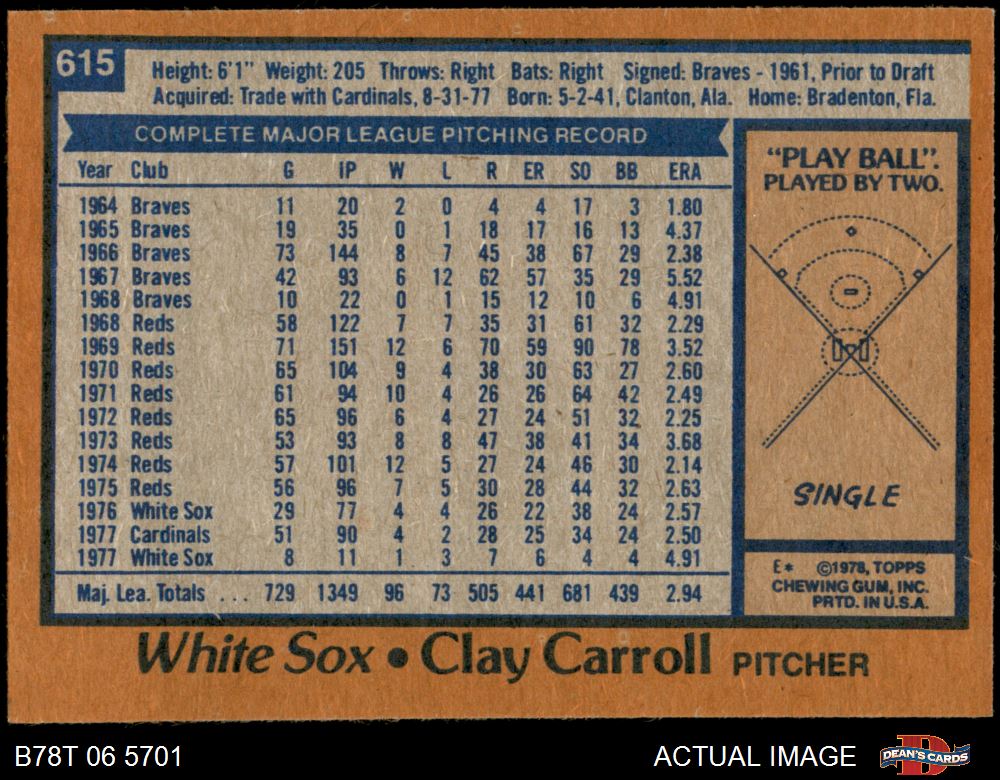 615
Height: 6'1" Weight: 205 Throws: Right Bats: Right Signed: Braves - 1961, Prior to Draft
Acquired: Trade with Cardinals, 8-31-77 Born: 5-2-41, Clanton, Ala. Home: Bradenton, Fla.
COMPLETE MAJOR LEAGUE PITCHING RECORD
Year Club G IP W L R ER SO BB ERA
1964 Braves 11 20 2 0 4 4 17 3 1.80
1965 Braves 19 35 0 1 18 17 16 13 4.37
1966 Braves 73 144 8 7 45 38 67 29 2.38
1967 Braves 42 93 6 12 62 57 35 29 5.52
1968 Braves 10 22 0 1 15 12 10 6 4.91
1968 Reds 58 122 7 7 35 31 61 32 2.29
1969 Reds 71 151 12 6 70 59 90 78 3.52
1970 Reds 65 104 9 4 38 30 63 27 2.60
1971 Reds 61 94 10 4 26 26 64 42 2.49
1972 Reds 65 96 6 4 27 24 51 32 2.25
1973 Reds 53 93 8 8 47 38 41 34 3.68
1974 Reds 57 101 12 5 27 24 46 30 2.14
1975 Reds 56 96 7 5 30 28 44 32 2.63
1976 White Sox 29 77 4 4 26 22 38 24 2.57
1977 Cardinals 51 90 4 2 28 25 34 24 2.50
1977 White Sox 8 11 1 3 7 6 4 4 4.91
Maj. Lea. Totals ... 729 1349 96 73 505 441 681 439 2.94
"PLAY BALL".
PLAYED BY TWO.
SINGLE
E* ©1978, TOPPS
CHEWING GUM, INC.
PRTD. IN U.S.A.
White Sox • Clay Carroll PITCHER
B78T 06 5701
ACTUAL IMAGE
DEAN'S CARDS